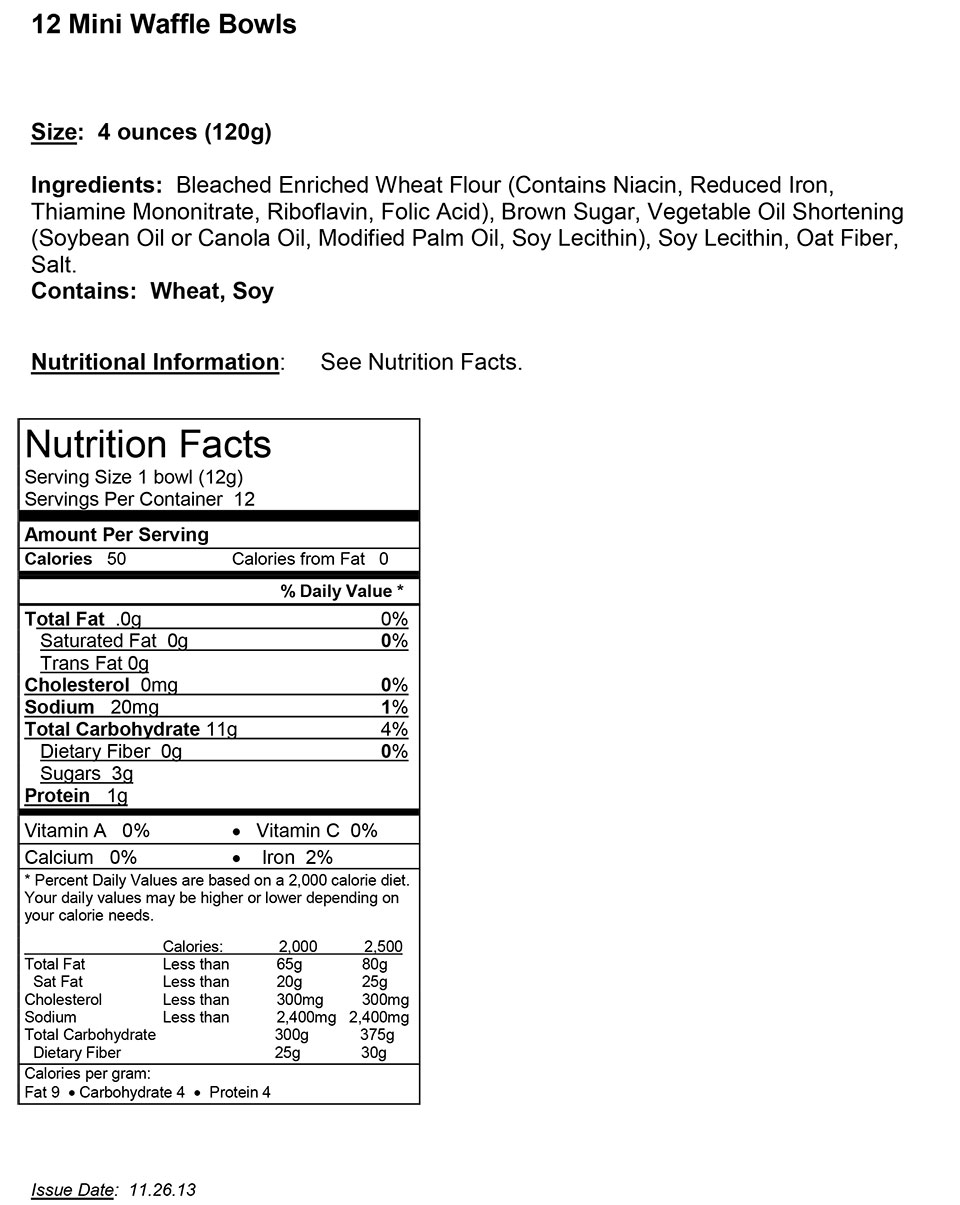 12 Mini Waffle Bowls
Size: 4 ounces (120g)
Ingredients: Bleached Enriched Wheat Flour (Contains Niacin, Reduced Iron,
Thiamine Mononitrate, Riboflavin, Folic Acid), Brown Sugar, Vegetable Oil Shortening
(Soybean Oil or Canola Oil, Modified Palm Oil, Soy Lecithin), Soy Lecithin, Oat Fiber,
Salt.
Contains: Wheat, Soy
Nutritional Information: See Nutrition Facts.
Nutrition Facts
Serving Size 1 bowl (12g)
Servings Per Container 12
Amount Per Serving
Calories 50 Calories from Fat 0
% Daily Value *
Total Fat .0g 0%
Saturated Fat 0g 0%
Trans Fat 0g
Cholesterol 0mg 0%
Sodium 20mg 1%
Total Carbohydrate 11g 4%
Dietary Fiber 0g 0%
Sugars 3g
Protein 1g
Vitamin A 0% • Vitamin C 0%
Calcium 0% • Iron 2%
* Percent Daily Values are based on a 2,000 calorie diet.
Your daily values may be higher or lower depending on
your calorie needs.
Calories: 2,000 2,500
Total Fat Less than 65g 80g
Sat Fat Less than 20g 25g
Cholesterol Less than 300mg 300mg
Sodium Less than 2,400mg 2,400mg
Total Carbohydrate 300g 375g
Dietary Fiber 25g 30g
Calories per gram:
Fat 9 • Carbohydrate 4 • Protein 4
Issue Date: 11.26.13